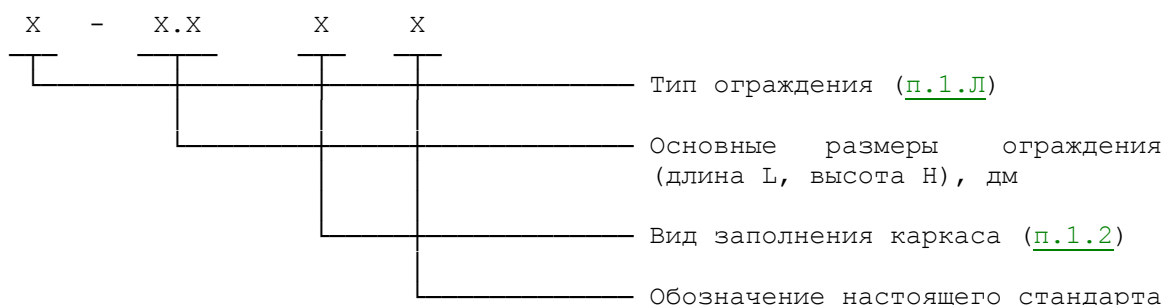 X - X.X X X
Тип ограждения (п.1.Л)
Основные размеры ограждения
(длина L, высота H), дм
Вид заполнения каркаса (п.1.2)
Обозначение настоящего стандарта